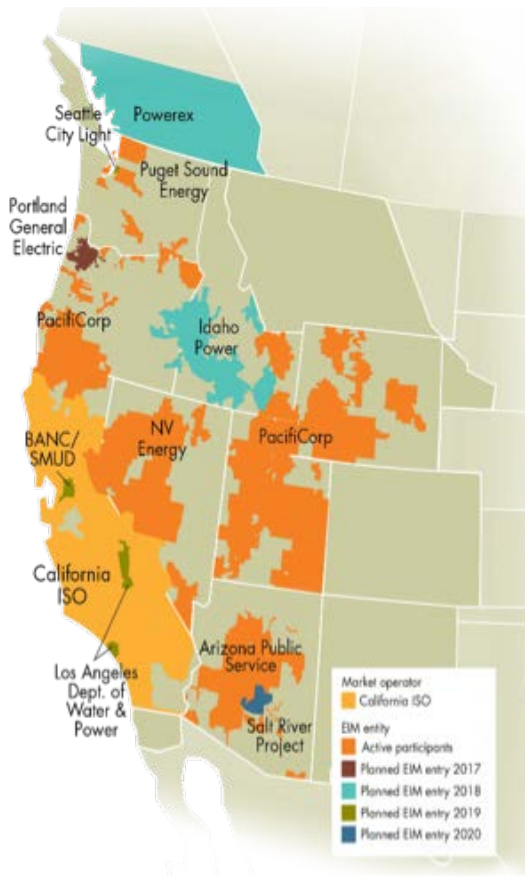 Powerex
Seattle
City Light
Puget Sound
Energy
Portland
General
Electric
PacifiCorp
Idaho
Power
NV
Energy
PacifiCorp
BANC/
SMUD
California
ISO
Los Angeles
Dept. of
Water &
Power
Arizona Public
Service
Salt River
Project
Market operator
California ISO
EIM entity
Active participants
Planned EIM entry 2017
Planned EIM entry 2018
Planned EIM entry 2019
Planned EIM entry 2020